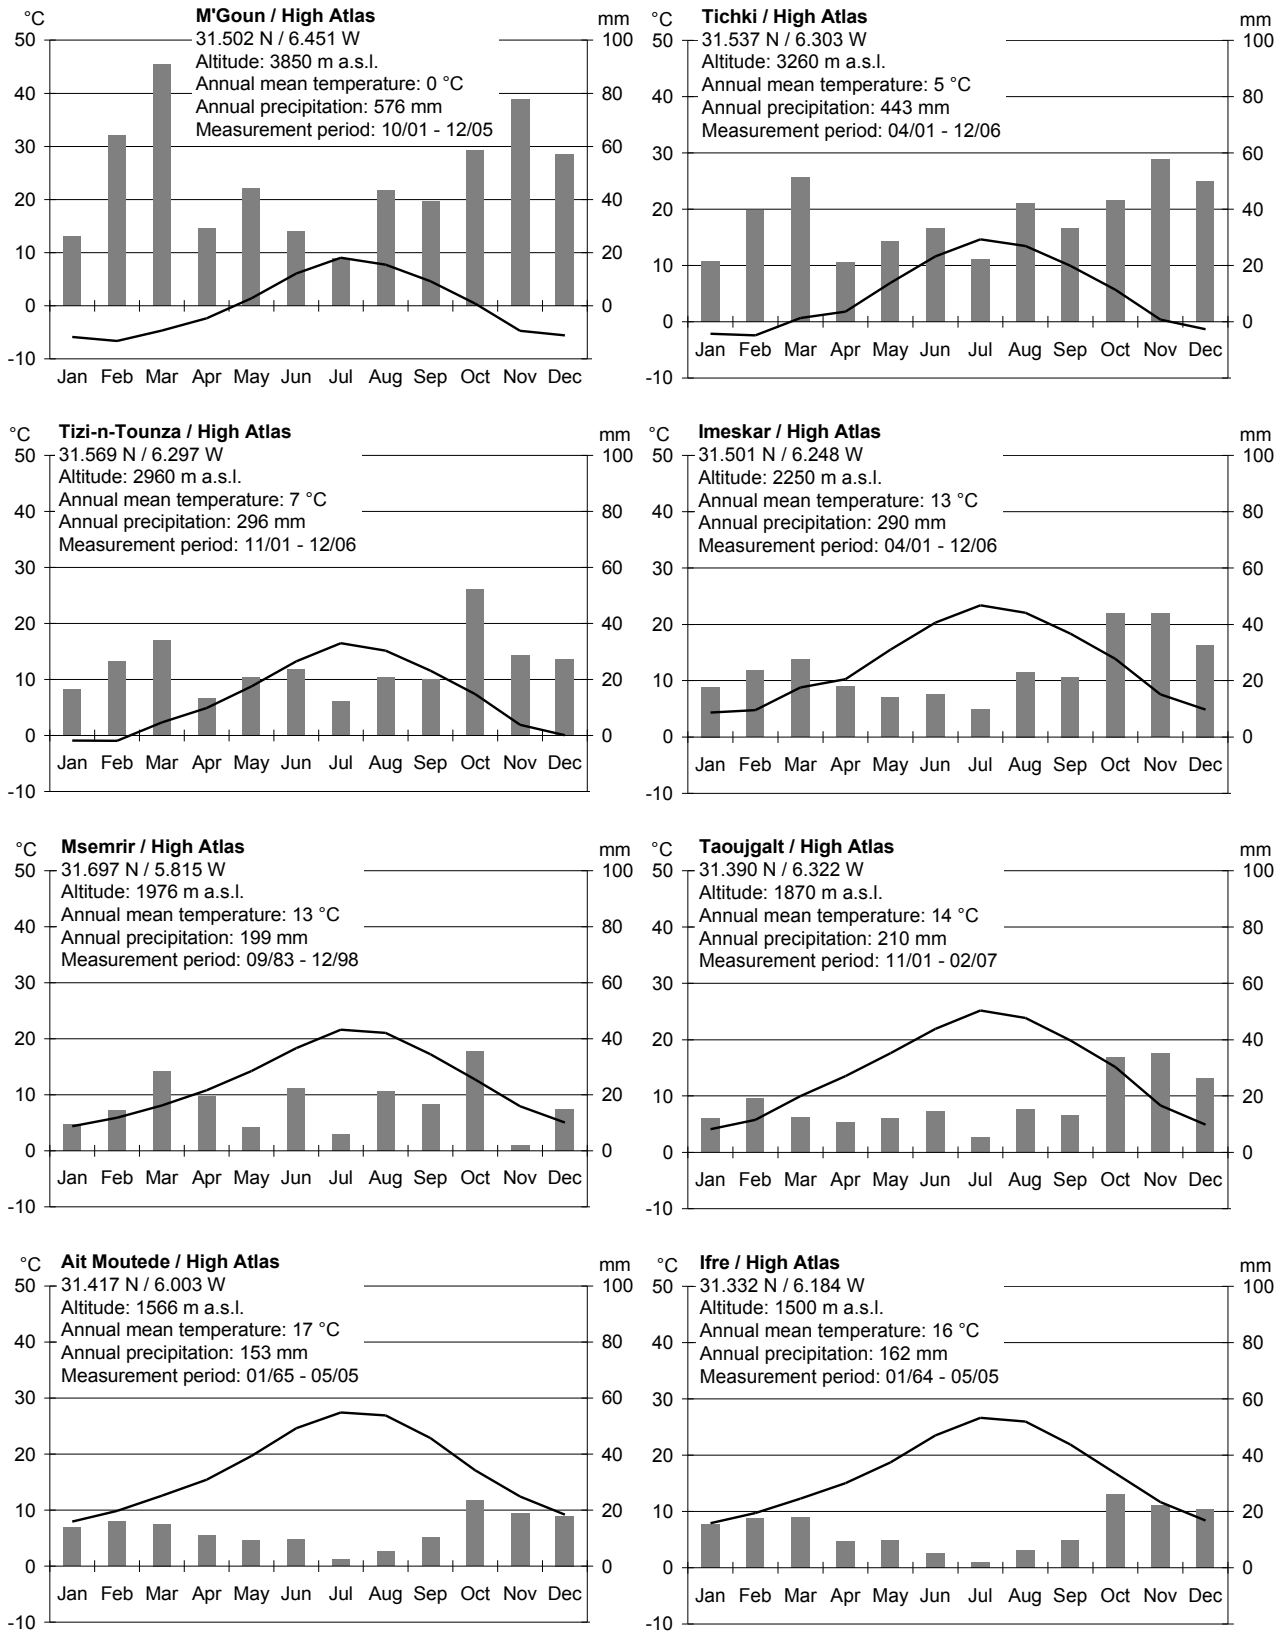 M'Goun / High Atlas
°C
mm
31.502 N / 6.451 W
Altitude: 3850 m a.s.l.
Annual mean temperature: 0 °C
Annual precipitation: 576 mm
Measurement period: 10/01 - 12/05
50
40
30
20
10
0
-10
100
80
60
40
20
0
Jan Feb Mar Apr May Jun Jul Aug Sep Oct Nov Dec
Tichki / High Atlas
°C
mm
31.537 N / 6.303 W
Altitude: 3260 m a.s.l.
Annual mean temperature: 5 °C
Annual precipitation: 443 mm
Measurement period: 04/01 - 12/06
50
40
30
20
10
0
-10
100
80
60
40
20
0
Jan Feb Mar Apr May Jun Jul Aug Sep Oct Nov Dec
Tizi-n-Tounza / High Atlas
°C
mm
31.569 N / 6.297 W
Altitude: 2960 m a.s.l.
Annual mean temperature: 7 °C
Annual precipitation: 296 mm
Measurement period: 11/01 - 12/06
50
40
30
20
10
0
-10
100
80
60
40
20
0
Jan Feb Mar Apr May Jun Jul Aug Sep Oct Nov Dec
Imeskar / High Atlas
°C
mm
31.501 N / 6.248 W
Altitude: 2250 m a.s.l.
Annual mean temperature: 13 °C
Annual precipitation: 290 mm
Measurement period: 04/01 - 12/06
50
40
30
20
10
0
-10
100
80
60
40
20
0
Jan Feb Mar Apr May Jun Jul Aug Sep Oct Nov Dec
Msemrir / High Atlas
°C
mm
31.697 N / 5.815 W
Altitude: 1976 m a.s.l.
Annual mean temperature: 13 °C
Annual precipitation: 199 mm
Measurement period: 09/83 - 12/98
50
40
30
20
10
0
-10
100
80
60
40
20
0
Jan Feb Mar Apr May Jun Jul Aug Sep Oct Nov Dec
Taoujgalt / High Atlas
°C
mm
31.390 N / 6.322 W
Altitude: 1870 m a.s.l.
Annual mean temperature: 14 °C
Annual precipitation: 210 mm
Measurement period: 11/01 - 02/07
50
40
30
20
10
0
-10
100
80
60
40
20
0
Jan Feb Mar Apr May Jun Jul Aug Sep Oct Nov Dec
Ait Moutede / High Atlas
°C
mm
31.417 N / 6.003 W
Altitude: 1566 m a.s.l.
Annual mean temperature: 17 °C
Annual precipitation: 153 mm
Measurement period: 01/65 - 05/05
50
40
30
20
10
0
-10
100
80
60
40
20
0
Jan Feb Mar Apr May Jun Jul Aug Sep Oct Nov Dec
Ifre / High Atlas
°C
mm
31.332 N / 6.184 W
Altitude: 1500 m a.s.l.
Annual mean temperature: 16 °C
Annual precipitation: 162 mm
Measurement period: 01/64 - 05/05
50
40
30
20
10
0
-10
100
80
60
40
20
0
Jan Feb Mar Apr May Jun Jul Aug Sep Oct Nov Dec